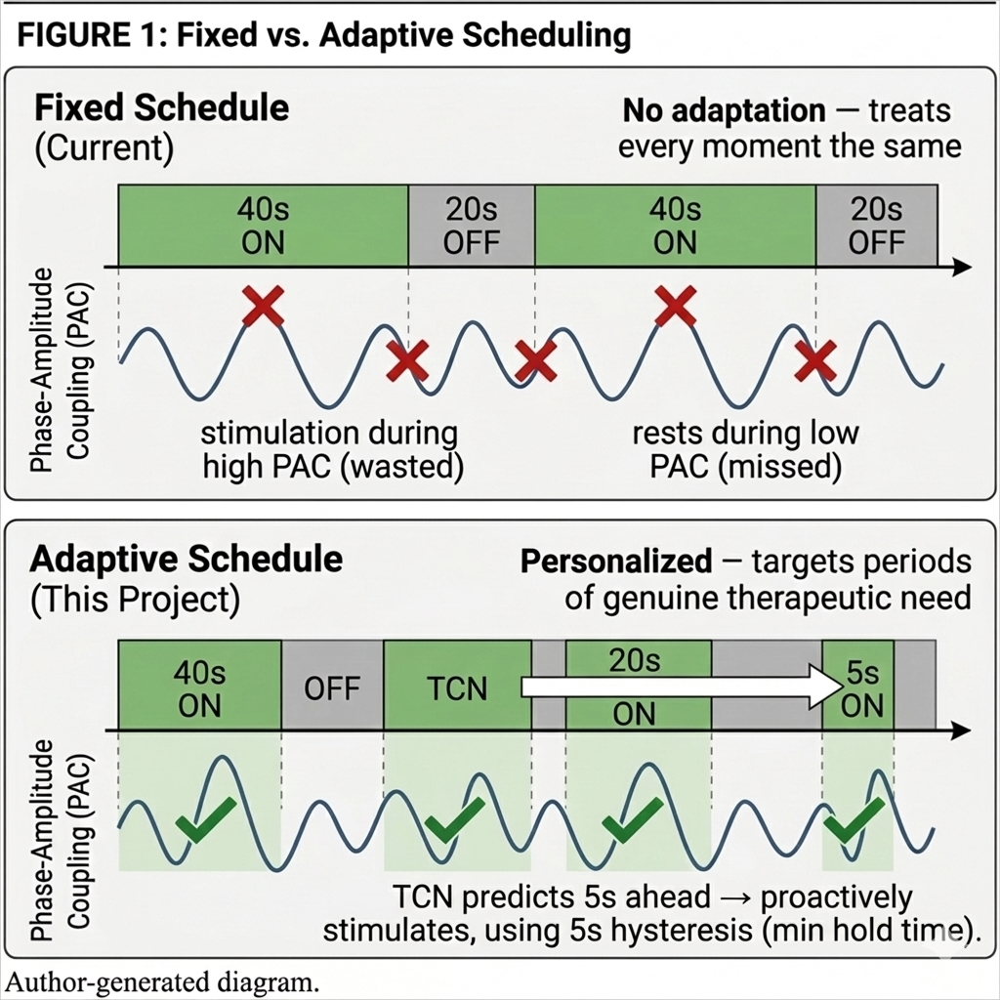 FIGURE 1: Fixed vs. Adaptive Scheduling
Fixed Schedule
(Current)
No adaptation — treats
every moment the same
40s
ON
20s
OFF
40s
ON
20s
OFF
Phase-Amplitude
Coupling (PAC)
stimulation during
high PAC (wasted)
rests during low
PAC (missed)
Adaptive Schedule
(This Project)
Personalized – targets periods
of genuine therapeutic need
40s
ON
OFF
TCN
20s
ON
5s
ON
Phase-Amplitude
Coupling (PAC)
TCN predicts 5s ahead → proactively
stimulates, using 5s hysteresis (min hold time).
Author-generated diagram.